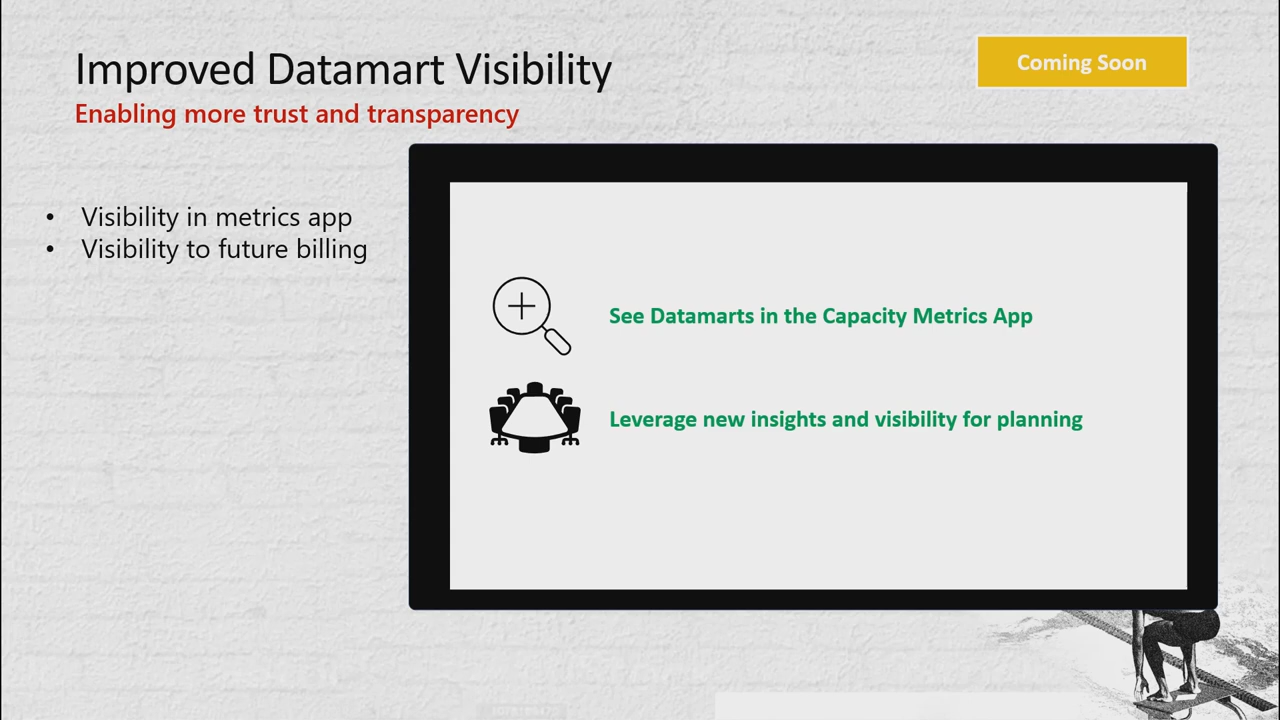 Improved Datamart Visibility
Coming Soon
Enabling more trust and transparency
• Visibility in metrics app
• Visibility to future billing
See Datamarts in the Capacity Metrics App
Leverage new insights and visibility for planning